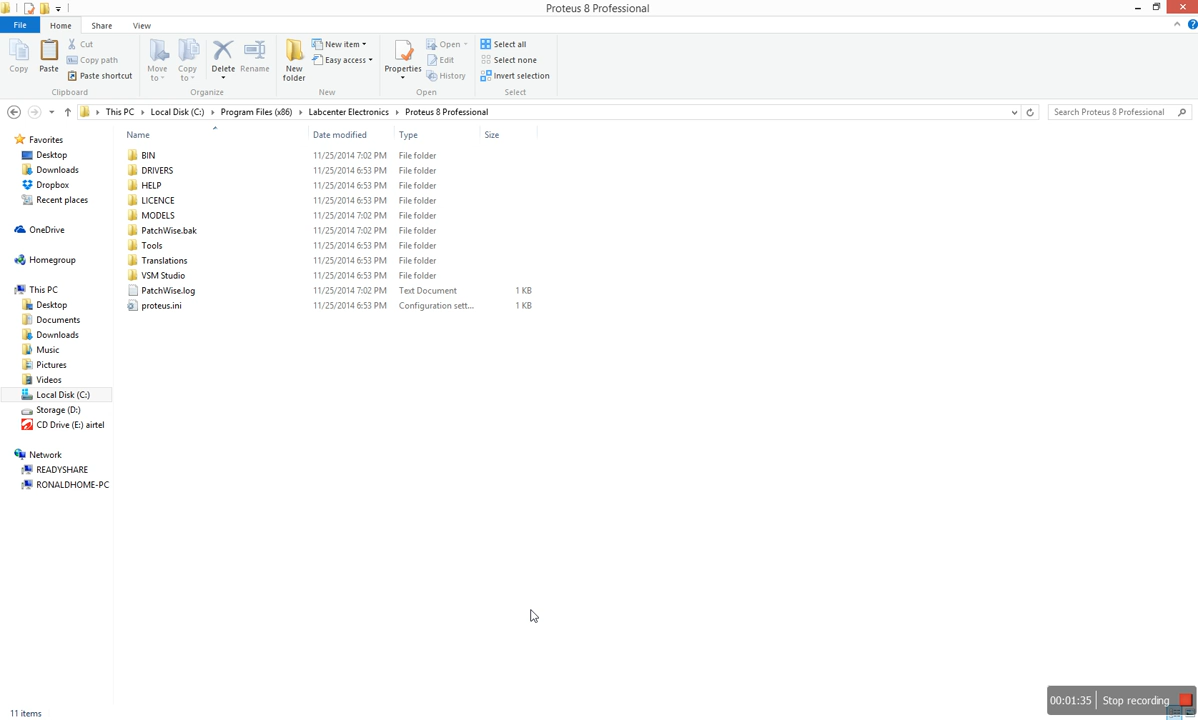 Proteus 8 Professional
File Home Share View
Copy
Paste
Cut
Copy path
Paste shortcut
Clipboard
Move to
Copy to
Delete
Rename
Organize
New folder
New item
Easy access
New
Properties
Open
Edit
History
Open
Select all
Select none
Invert selection
Select
This PC Local Disk (C:) Program Files (x86) Labcenter Electronics Proteus 8 Professional
Search Proteus 8 Professional
Favorites
Desktop
Downloads
Dropbox
Recent places
OneDrive
Homegroup
This PC
Desktop
Documents
Downloads
Music
Pictures
Videos
Local Disk (C:)
Storage (D:)
CD Drive (E:) airtel
Network
READYSHARE
RONALDHOME-PC
Name Date modified Type Size
BIN 11/25/2014 7:02 PM File folder
DRIVERS 11/25/2014 6:53 PM File folder
HELP 11/25/2014 6:53 PM File folder
LICENCE 11/25/2014 6:53 PM File folder
MODELS 11/25/2014 7:02 PM File folder
PatchWise.bak 11/25/2014 7:02 PM File folder
Tools 11/25/2014 6:53 PM File folder
Translations 11/25/2014 6:53 PM File folder
VSM Studio 11/25/2014 6:53 PM File folder
PatchWise.log 11/25/2014 7:02 PM Text Document 1 KB
proteus.ini 11/25/2014 6:53 PM Configuration sett... 1 KB
00:01:35 Stop recording
11 items